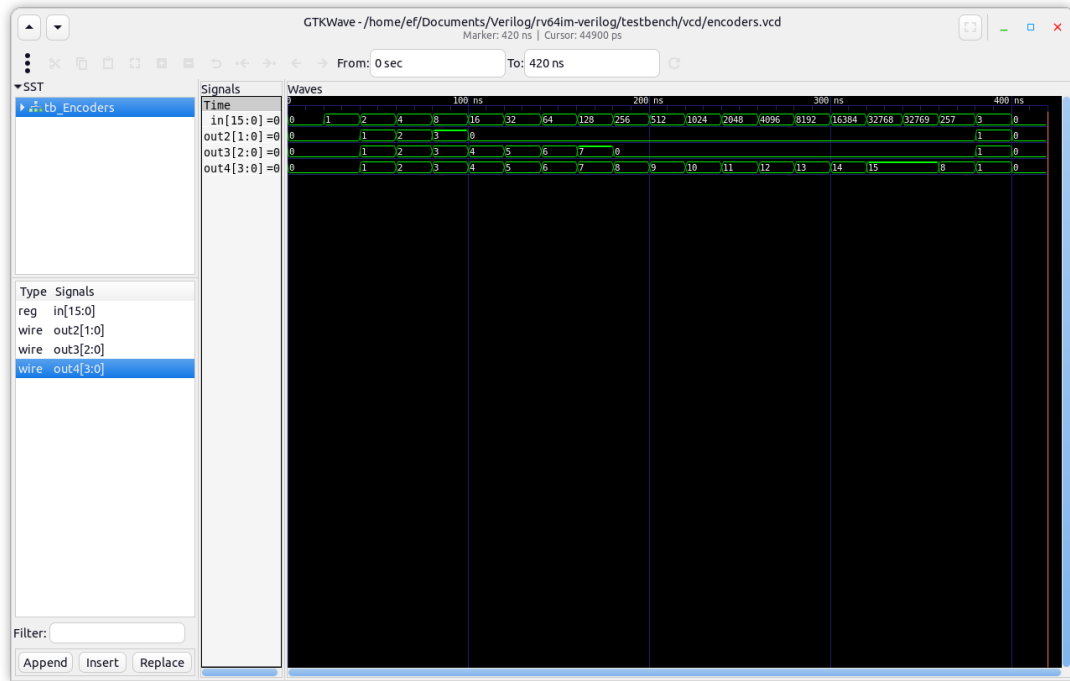 GTKWave - /home/ef/Documents/Verilog/rv64im-verilog/testbench/vcd/encoders.vcd
Marker: 420 ns | Cursor: 44900 ps
From: 0 sec To: 420 ns
SST
tb_Encoders
Type Signals
reg in[15:0]
wire out2[1:0]
wire out3[2:0]
wire out4[3:0]
Filter:
Append Insert Replace
Signals
Time
in[15:0] =0
out2[1:0] =0
out3[2:0] =0
out4[3:0] =0
Waves
0 100 ns 200 ns 300 ns 400 ns
0 1 2 4 8 16 32 64 128 256 512 1024 2048 4096 8192 16384 32768 32769 257 3 0
0 1 2 3 0 1 0
0 1 2 3 4 5 6 7 0 1 0
0 1 2 3 4 5 6 7 8 9 10 11 12 13 14 15 8 1 0